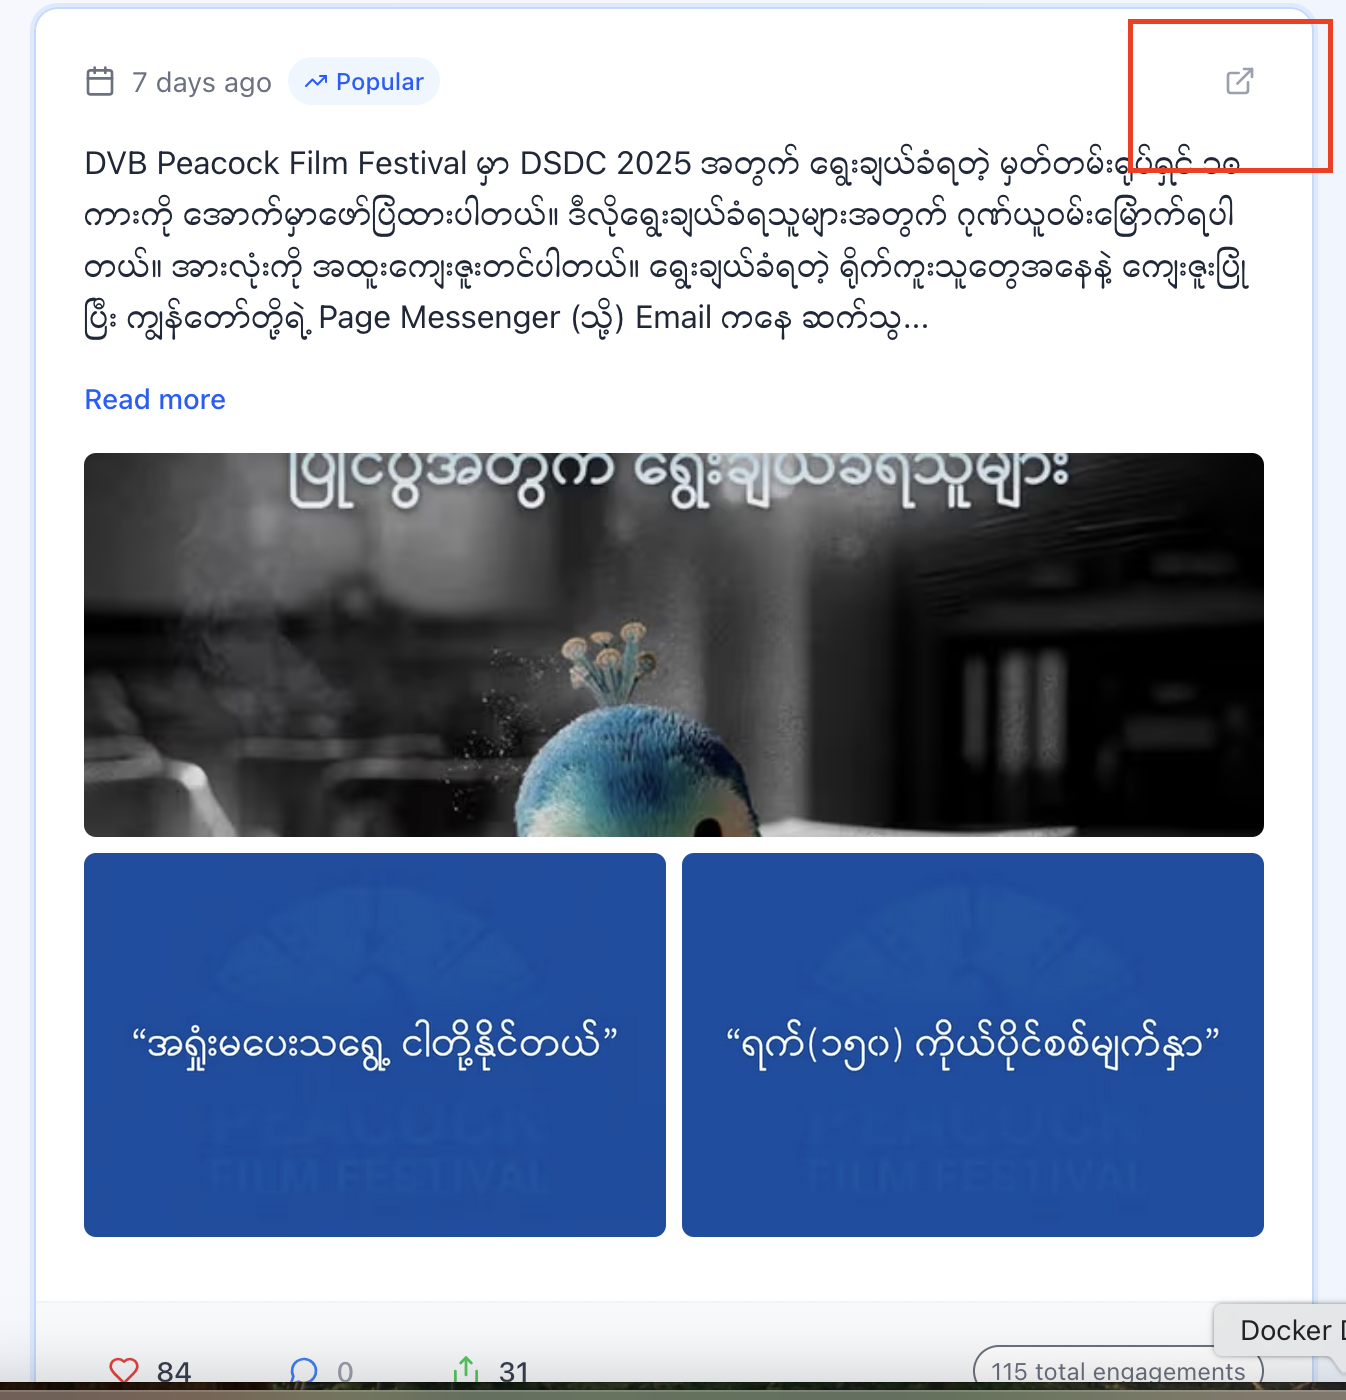 7 days ago
Popular
DVB Peacock Film Festival မှာ DSDC 2025 အတွက် ရွေးချယ်ခံရတဲ့ မှတ်တမ်းရုပ်ရှင် ၁၈
ကားကို အောက်မှာဖော်ပြထားပါတယ်။ ဒီလိုရွေးချယ်ခံရသူများအတွက် ဂုဏ်ယူဝမ်းမြောက်ရပါ
တယ်။ အားလုံးကို အထူးကျေးဇူးတင်ပါတယ်။ ရွေးချယ်ခံရတဲ့ ရိုက်ကူးသူတွေအနေနဲ့ ကျေးဇူးပြု
ပြီး ကျွန်တော်တို့ရဲ့ Page Messenger (သို့) Email ကနေ ဆက်သွ...
Read more
ပြိုင်ပွဲအတွက် ရွေးချယ်ခံရသူများ
“အရှုံးမပေးသရွေ့ ငါတို့နိုင်တယ်”
“ရက်(၁၅၀) ကိုယ်ပိုင်စစ်မျက်နှာ”
PEACOCK
FILM FESTIVAL
PEACOCK
FILM FESTIVAL
84
0
31
115 total engagements
Docker